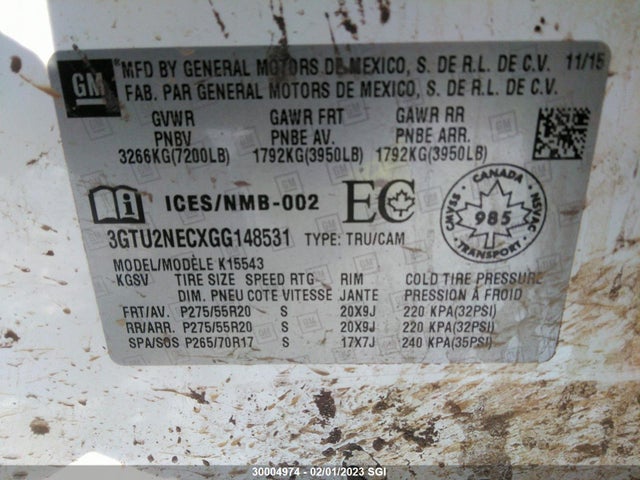 GM *MFD BY GENERAL MOTORS DE MEXICO, S. DE R.L. DE C.V. 11/15
FAB. PAR GENERAL MOTORS DE MEXICO, S. DE R.L. DE C.V.
GVWR GAWR FRT GAWR RR
PNBV PNBE AV. PNBE ARR.
3266KG(7200LB) 1792KG(3950LB) 1792KG(3950LB)
ICES/NMB-002 EC
CANADA
CMVSS 985 NSVAC
CANADA
3GTU2NECXGG148531 TYPE: TRU/CAM
MODEL/MODÈLE K15543
KGSV TIRE SIZE SPEED RTG RIM COLD TIRE PRESSURE
DIM. PNEU COTE VITESSE JANTE PRESSION À FROID
FRT/AV. P275/55R20 S 20X9J 220 KPA(32PSI)
RR/ARR. P275/55R20 S 20X9J 220 KPA(32PSI)
SPA/SOS P265/70R17 S 17X7J 240 KPA(35PSI)
30004974 - 02/01/2023 SGI